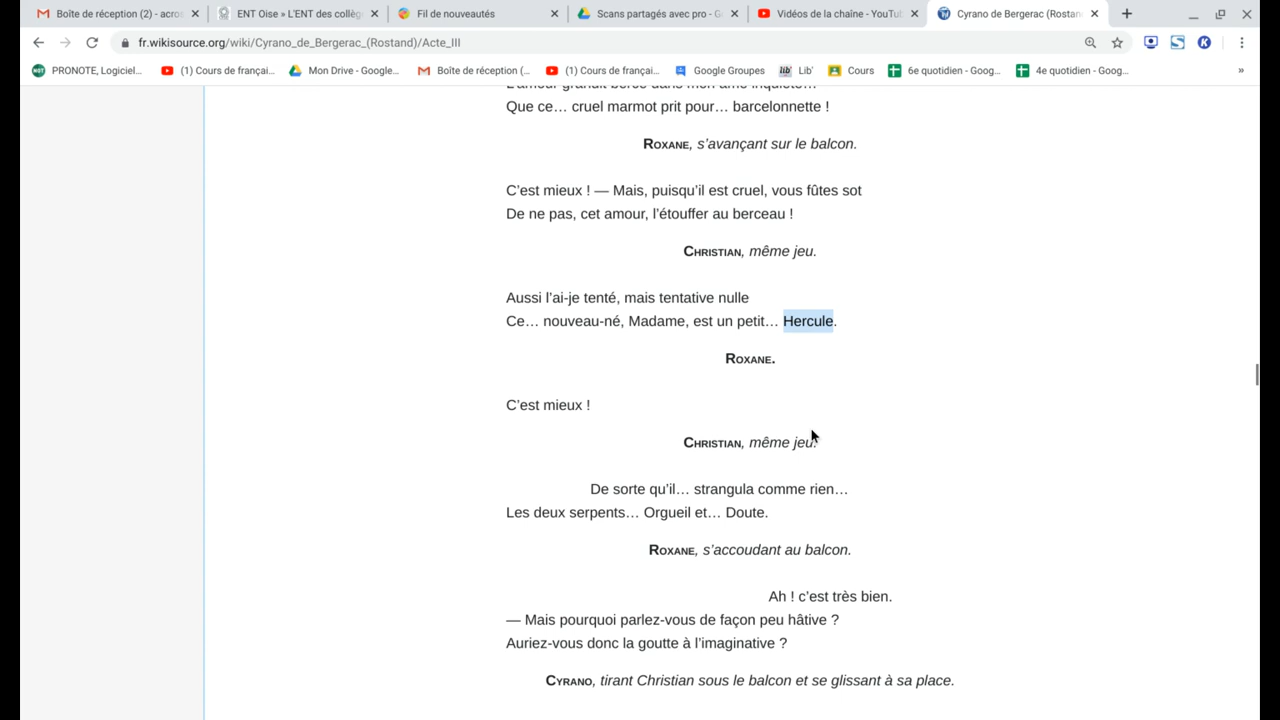 Boîte de réception (2) - acros
ENT Oise » L'ENT des collèg
Fil de nouveautés
Scans partagés avec pro - G
Vidéos de la chaîne - YouTu
Cyrano de Bergerac (Rostan
fr.wikisource.org/wiki/Cyrano_de_Bergerac_(Rostand)/Acte_III
PRONOTE, Logiciel...
(1) Cours de françai...
Mon Drive - Google...
Boîte de réception (...
(1) Cours de françai...
Google Groupes
Lib'
Cours
6e quotidien - Goog...
4e quotidien - Goog...
»
L'amour grandit bercé dans mon âme inquiète…
Que ce… cruel marmot prit pour… barcelonnette !
Roxane, s’avançant sur le balcon.
C’est mieux ! — Mais, puisqu’il est cruel, vous fûtes sot
De ne pas, cet amour, l’étouffer au berceau !
Christian, même jeu.
Aussi l’ai-je tenté, mais tentative nulle
Ce… nouveau-né, Madame, est un petit… Hercule.
Roxane.
C’est mieux !
Christian, même jeu.
De sorte qu’il… strangula comme rien…
Les deux serpents… Orgueil et… Doute.
Roxane, s’accoudant au balcon.
Ah ! c’est très bien.
— Mais pourquoi parlez-vous de façon peu hâtive ?
Auriez-vous donc la goutte à l’imaginative ?
Cyrano, tirant Christian sous le balcon et se glissant à sa place.